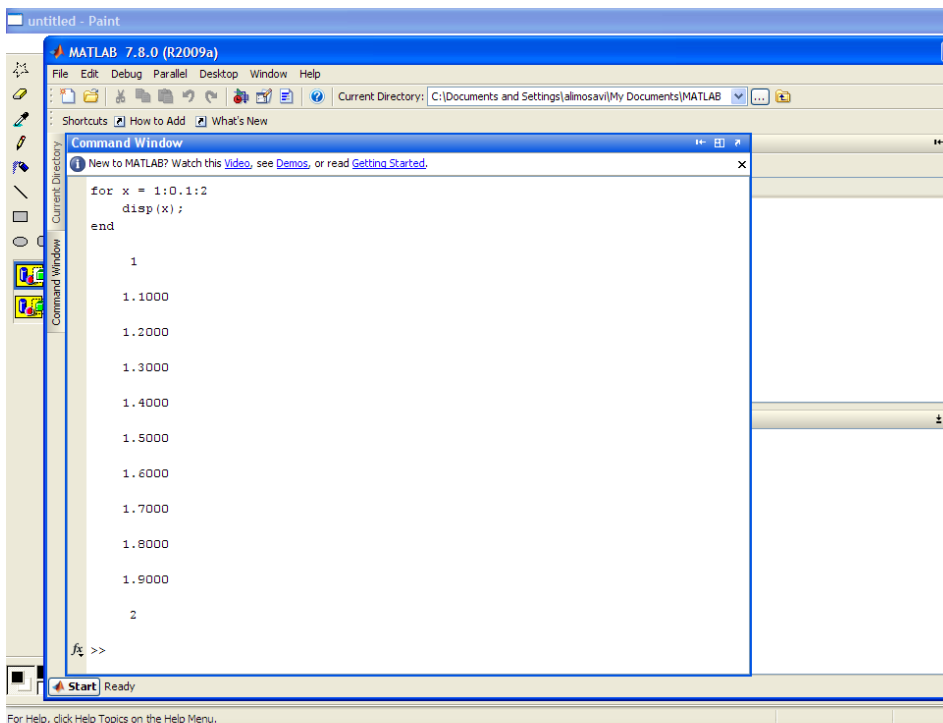 untitled - Paint
MATLAB 7.8.0 (R2009a)
File Edit Debug Parallel Desktop Window Help
Current Directory: C:\Documents and Settings\alimosavi\My Documents\MATLAB
Shortcuts How to Add What's New
Current Directory
Command Window
Command Window
New to MATLAB? Watch this Video, see Demos, or read Getting Started.
for x = 1:0.1:2
disp(x);
end
1
1.1000
1.2000
1.3000
1.4000
1.5000
1.6000
1.7000
1.8000
1.9000
2
fx >>
Start Ready
For Help, click Help Topics on the Help Menu.